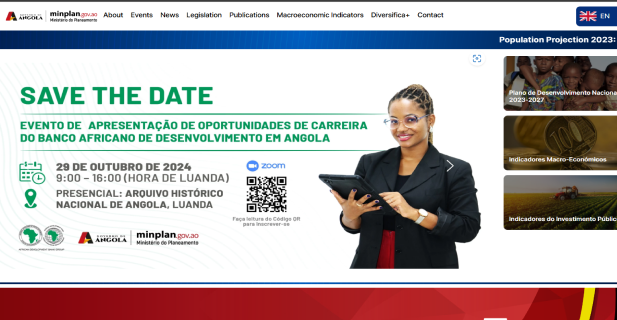 GOVERNO DE ANGOLA minplan.gov.ao Ministério do Planeamento About Events News Legislation Publications Macroeconomic Indicators Diversifica+ Contact EN
Population Projection 2023:
SAVE THE DATE
EVENTO DE APRESENTAÇÃO DE OPORTUNIDADES DE CARREIRA
DO BANCO AFRICANO DE DESENVOLVIMENTO EM ANGOLA
29 DE OUTUBRO DE 2024
9:00 – 16:00 (HORA DE LUANDA)
PRESENCIAL: ARQUIVO HISTÓRICO
NACIONAL DE ANGOLA, LUANDA
zoom
Faça leitura do Código QR
para inscrever-se
GOVERNO DE
ANGOLA
minplan.gov.ao
Ministério do Planeamento
Plano de Desenvolvimento Naciona
2023-2027
Indicadores Macro-Económicos
Indicadores do Investimento Públic